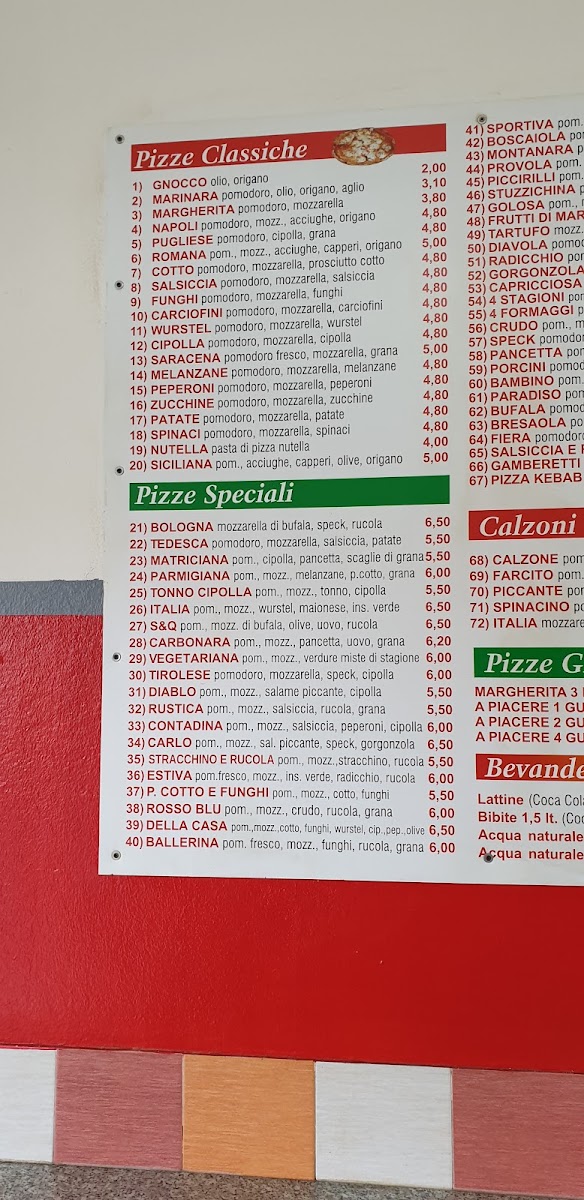 Pizze Classiche
1) GNOCCO olio, origano 2,00
2) MARINARA pomodoro, olio, origano, aglio 3,10
3) MARGHERITA pomodoro, mozzarella 3,80
4) NAPOLI pomodoro, mozz., acciughe, origano 4,80
5) PUGLIESE pomodoro, cipolla, grana 4,80
6) ROMANA pom., mozz., acciughe, capperi, origano 5,00
7) COTTO pomodoro, mozzarella, prosciutto cotto 4,80
8) SALSICCIA pomodoro, mozzarella, salsiccia 4,80
9) FUNGHI pomodoro, mozzarella, funghi 4,80
10) CARCIOFINI pomodoro, mozzarella, carciofini 4,80
11) WURSTEL pomodoro, mozzarella, wurstel 4,80
12) CIPOLLA pomodoro, mozzarella, cipolla 4,80
13) SARACENA pomodoro fresco, mozzarella, grana 5,00
14) MELANZANE pomodoro, mozzarella, melanzane 4,80
15) PEPERONI pomodoro, mozzarella, peperoni 4,80
16) ZUCCHINE pomodoro, mozzarella, zucchine 4,80
17) PATATE pomodoro, mozzarella, patate 4,80
18) SPINACI pomodoro, mozzarella, spinaci 4,80
19) NUTELLA pasta di pizza nutella 4,00
20) SICILIANA pom., acciughe, capperi, olive, origano 5,00
Pizze Speciali
21) BOLOGNA mozzarella di bufala, speck, rucola 6,50
22) TEDESCA pomodoro, mozzarella, salsiccia, patate 5,50
23) MATRICIANA pom., cipolla, pancetta, scaglie di grana 5,50
24) PARMIGIANA pom., mozz., melanzane, p.cotto, grana 6,00
25) TONNO CIPOLLA pom., mozz., tonno, cipolla 5,50
26) ITALIA pom., mozz., wurstel, maionese, ins. verde 6,50
27) S&Q pom., mozz. di bufala, olive, uovo, rucola 6,50
28) CARBONARA pom., mozz., pancetta, uovo, grana 6,20
29) VEGETARIANA pom., mozz., verdure miste di stagione 6,00
30) TIROLESE pomodoro, mozzarella, speck, cipolla 6,00
31) DIABLO pom., mozz., salame piccante, cipolla 5,50
32) RUSTICA pom., mozz., salsiccia, rucola, grana 5,50
33) CONTADINA pom., mozz., salsiccia, peperoni, cipolla 6,00
34) CARLO pom., mozz., sal. piccante, speck, gorgonzola 6,50
35) STRACCHINO E RUCOLA pom., mozz.,stracchino, rucola 5,50
36) ESTIVA pom.fresco, mozz., ins. verde, radicchio, rucola 6,00
37) P. COTTO E FUNGHI pom., mozz., cotto, funghi 5,50
38) ROSSO BLU pom., mozz., crudo, rucola, grana 6,00
39) DELLA CASA pom.,mozz.,cotto, funghi, wurstel, cip.,pep.,olive 6,50
40) BALLERINA pom. fresco, mozz., funghi, rucola, grana 6,00
41) SPORTIVA pom.
42) BOSCAIOLA
43) MONTANARA
44) PROVOLA pom.
45) PICCIRILLI pom.
46) STUZZICHINA
47) GOLOSA pom.,
48) FRUTTI DI MAR
49) TARTUFO mozz.
50) DIAVOLA
51) RADICCHIO
52) GORGONZOLA
53) CAPRICCIOSA
54) 4 STAGIONI
55) 4 FORMAGGI
56) CRUDO pom.,
57) SPECK
58) PANCETTA
59) PORCINI
60) BAMBINO pom.
61) PARADISO
62) BUFALA
63) BRESAOLA
64) FIERA pomodoro
65) SALSICCIA E
66) GAMBERETTI
67) PIZZA KEBAB
Calzoni
68) CALZONE pom
69) FARCITO pom.
70) PICCANTE
71) SPINACINO
72) ITALIA
Pizze G
MARGHERITA 3
A PIACERE 1 GU
A PIACERE 2 GU
A PIACERE 4 GU
Bevande
Lattine (Coca Cola
Bibite 1,5 lt. (Co
Acqua naturale
Acqua naturale